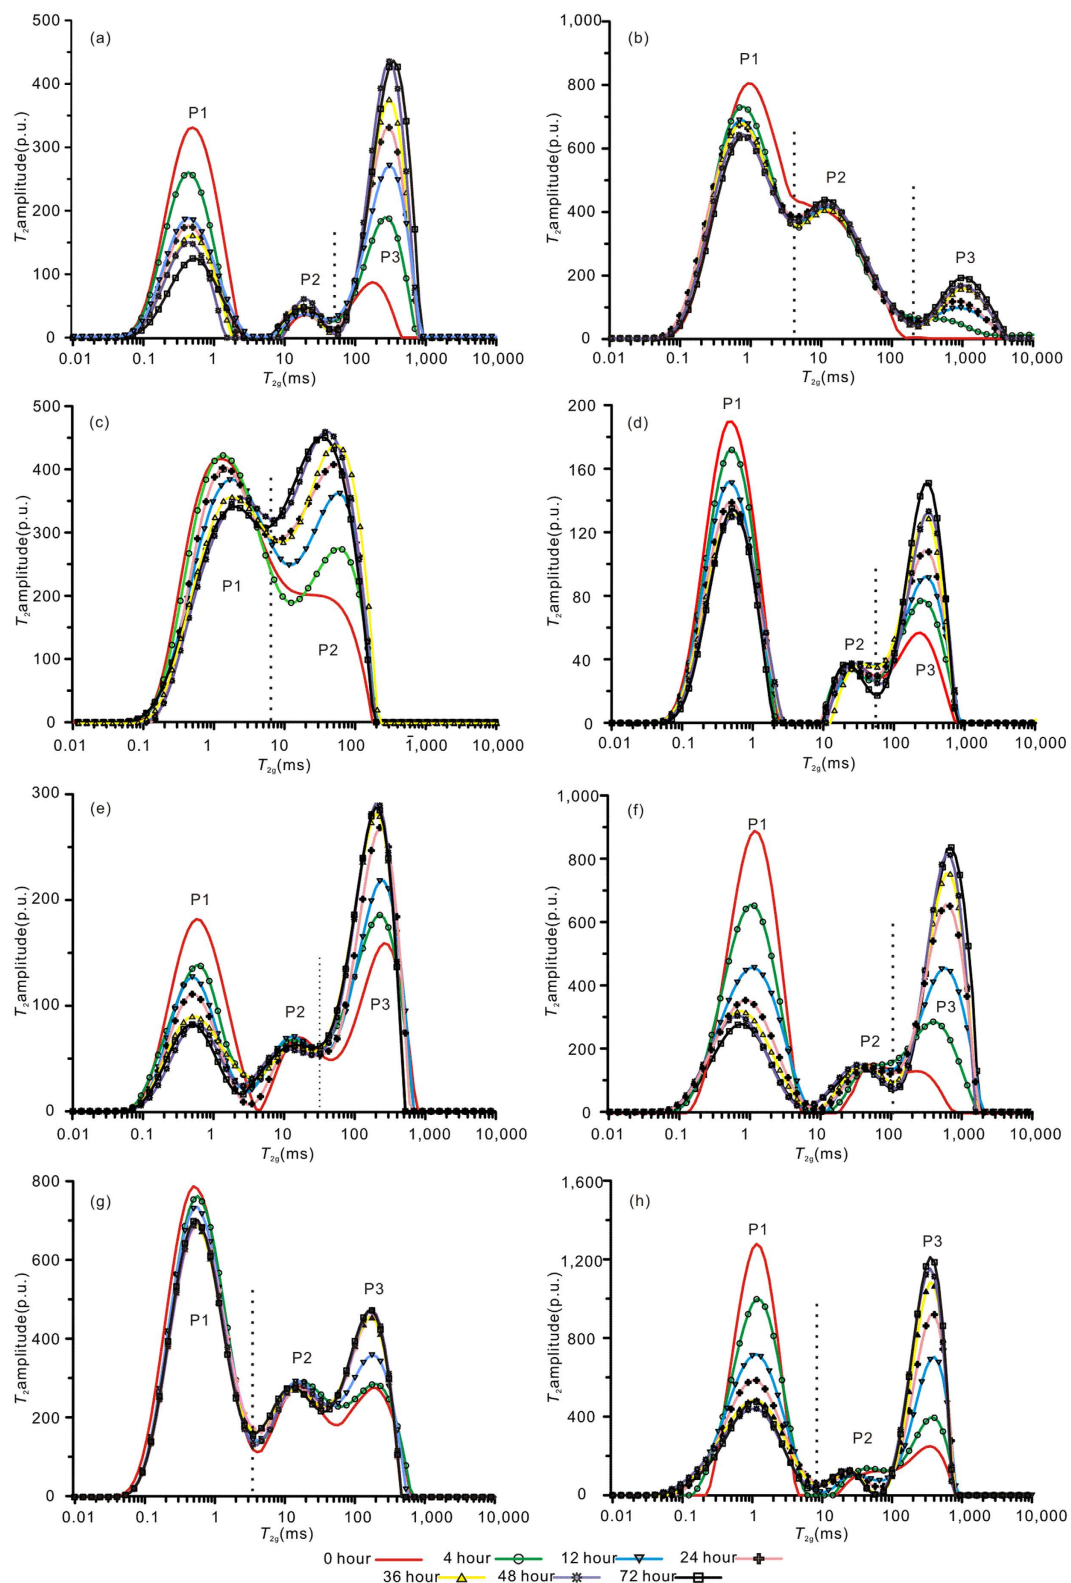 (a)
500
400
300
200
100
0
T2amplitude(p.u.)
P1
P2
P3
0.01 0.1 1 10 100 1,000 10,000
T2g(ms)
(b)
1,000
800
600
400
200
0
T2amplitude(p.u.)
P1
P2
P3
0.01 0.1 1 10 100 1,000 10,000
T2g(ms)
(c)
500
400
300
200
100
0
T2amplitude(p.u.)
P1
P2
0.01 0.1 1 10 100 1,000 10,000
T2g(ms)
(d)
200
160
120
80
40
0
T2amplitude(p.u.)
P1
P2
P3
0.01 0.1 1 10 100 1,000 10,000
T2g(ms)
(e)
300
200
100
0
T2amplitude(p.u.)
P1
P2
P3
0.01 0.1 1 10 100 1,000 10,000
T2g(ms)
(f)
1,000
800
600
400
200
0
T2amplitude(p.u.)
P1
P2
P3
0.01 0.1 1 10 100 1,000 10,000
T2g(ms)
(g)
800
600
400
200
0
T2amplitude(p.u.)
P1
P2
P3
0.01 0.1 1 10 100 1,000 10,000
T2g(ms)
(h)
1,600
1,200
800
400
0
T2amplitude(p.u.)
P1
P2
P3
0.01 0.1 1 10 100 1,000 10,000
T2g(ms)
0 hour 4 hour 12 hour 24 hour
36 hour 48 hour 72 hour